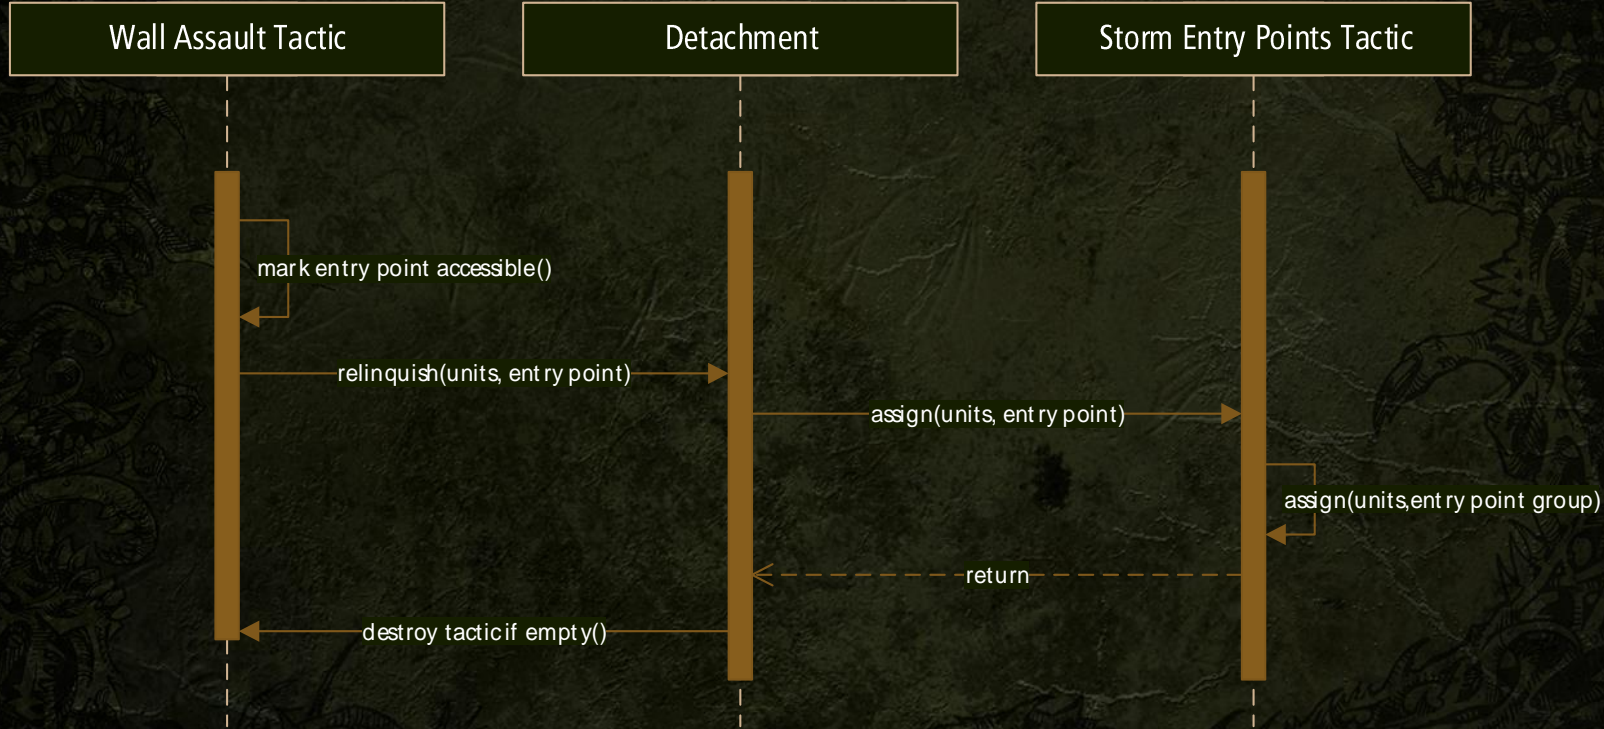 Wall Assault Tactic
Detachment
Storm Entry Points Tactic
mark entry point accessible()
relinquish(units, entry point)
assign(units, entry point)
assign(units,entry point group)
return
destroy tactic if empty()